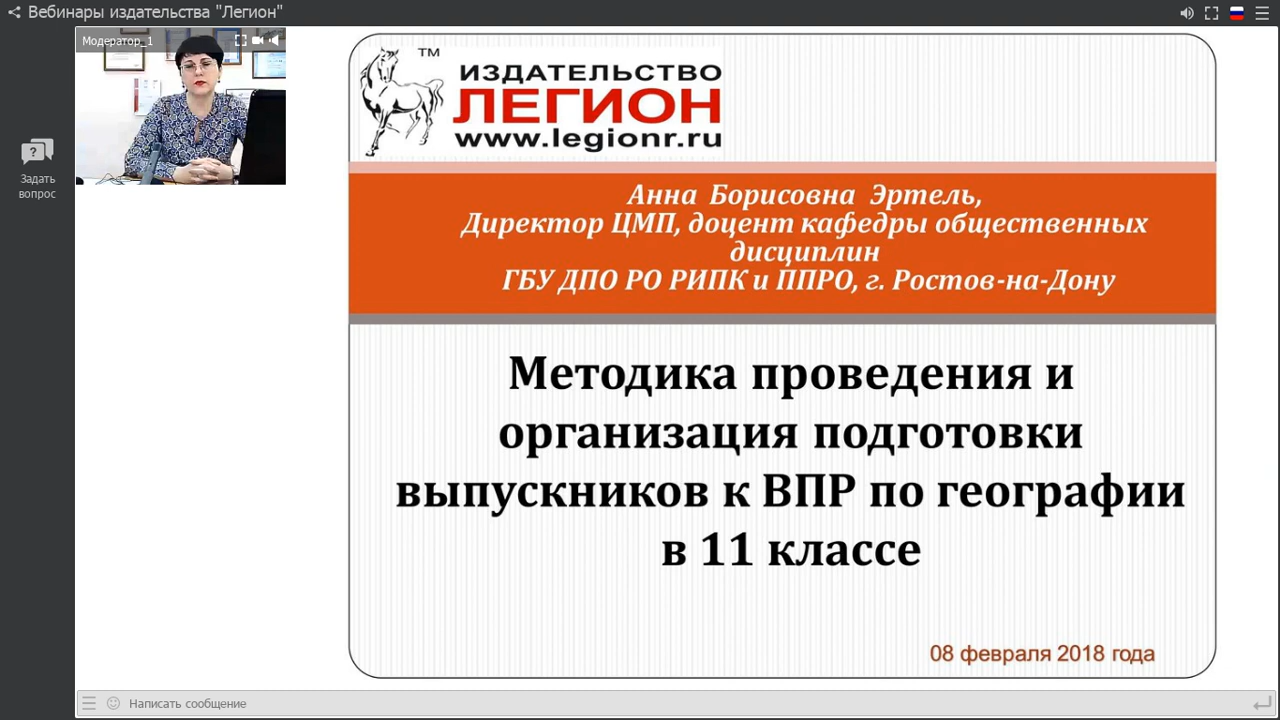 Вебинары издательства "Легион"
Модератор_1
Задать
вопрос
TM
ИЗДАТЕЛЬСТВО
ЛЕГИОН
www.legionr.ru
Анна Борисовна Эртель,
Директор ЦМП, доцент кафедры общественных
дисциплин
ГБУ ДПО РО РИПК и ППРО, г. Ростов-на-Дону
Методика проведения и
организация подготовки
выпускников к ВПР по географии
в 11 классе
08 февраля 2018 года
Написать сообщение